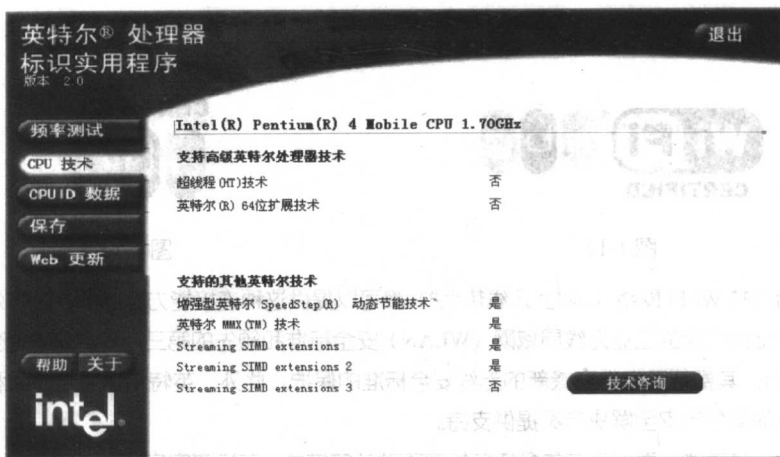 英特尔® 处理器
标识实用程序
版本 2.0
退出
频率测试
CPU 技术
CPUID 数据
保存
Web 更新
帮助 关于
intel.
Intel(R) Pentium(R) 4 Mobile CPU 1.70GHz
支持高级英特尔处理器技术
超线程(HT)技术 否
英特尔(R) 64位扩展技术 否
支持的其他英特尔技术
增强型英特尔 SpeedStep(R) 动态节能技术 是
英特尔 MMX(TM) 技术 是
Streaming SIMD extensions 是
Streaming SIMD extensions 2 是
Streaming SIMD extensions 3 否
技术咨询